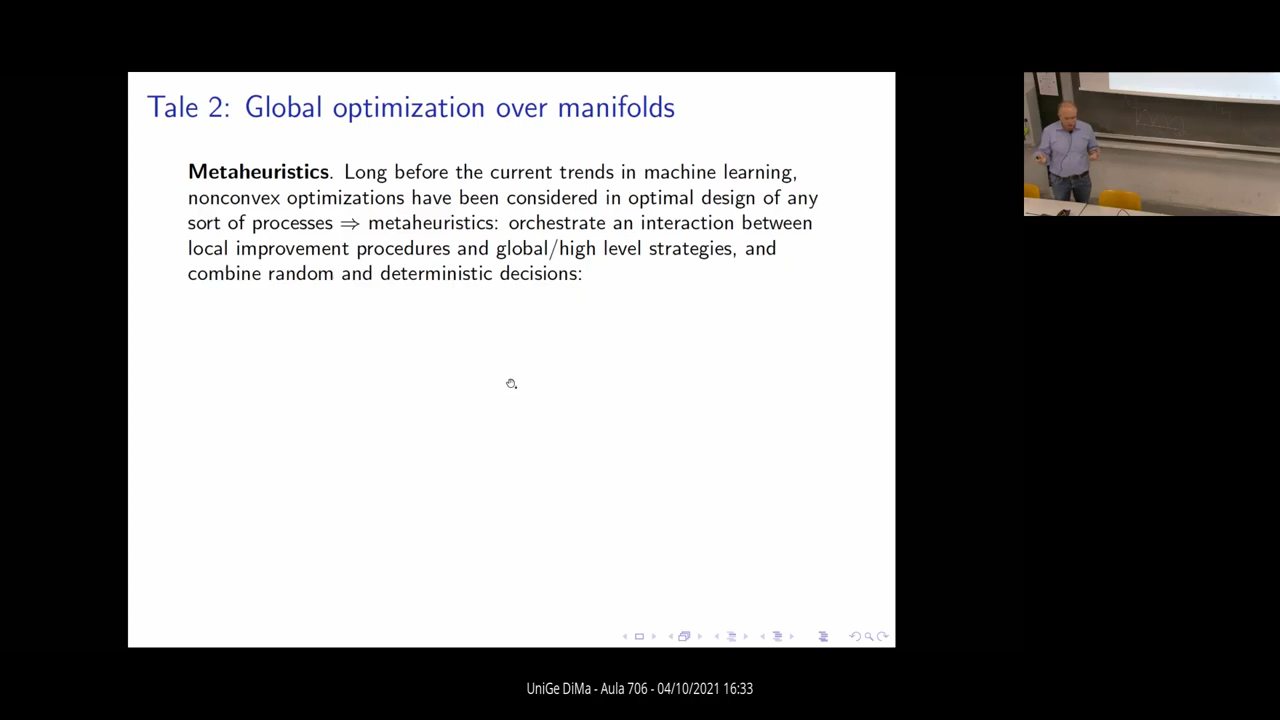 Tale 2: Global optimization over manifolds
Metaheuristics. Long before the current trends in machine learning,
nonconvex optimizations have been considered in optimal design of any
sort of processes ⇒ metaheuristics: orchestrate an interaction between
local improvement procedures and global/high level strategies, and
combine random and deterministic decisions:
UniGe DiMa - Aula 706 - 04/10/2021 16:33